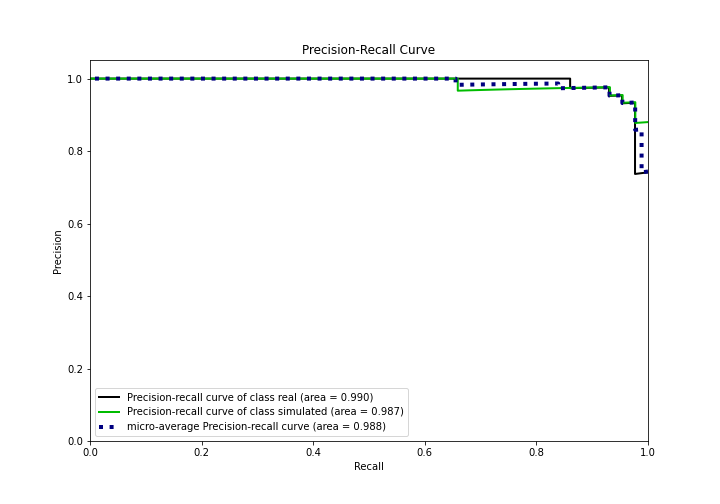 Precision-Recall Curve
1.0
0.8
0.6
0.4
0.2
0.0
Precision
Precision-recall curve of class real (area = 0.990)
Precision-recall curve of class simulated (area = 0.987)
micro-average Precision-recall curve (area = 0.988)
0.0 0.2 0.4 0.6 0.8 1.0
Recall